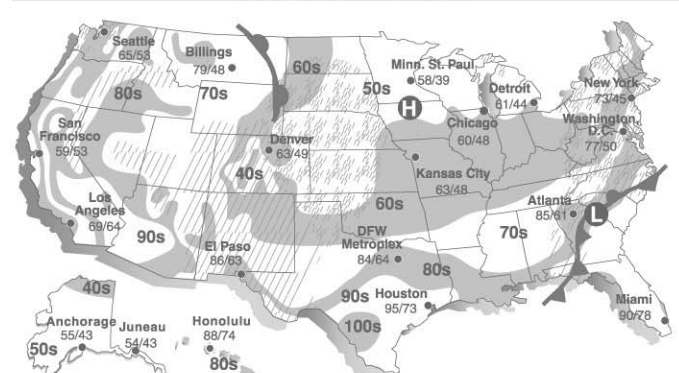 Seattle
65/53
Billings
79/48
60s
Minn. St. Paul
58/39
50s
H
Detroit
61/44
New York
73/45
80s
70s
Chicago
60/48
Washington,
D.C.
77/50
San
Francisco
59/53
Denver
63/49
40s
Kansas City
63/48
Los
Angeles
69/64
90s
60s
Atlanta
85/61
L
El Paso
86/63
DFW
Metroplex
84/64
70s
80s
90s
Houston
95/73
100s
Miami
90/78
40s
Anchorage
55/43
Juneau
54/43
50s
Honolulu
88/74
80s